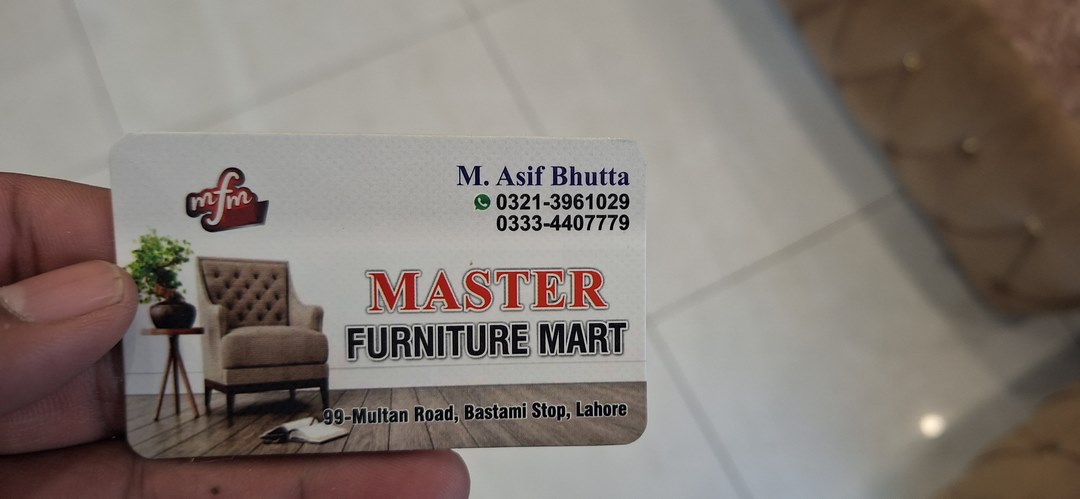 mfm
M. Asif Bhutta
0321-3961029
0333-4407779
MASTER
FURNITURE MART
99-Multan Road, Bastami Stop, Lahore